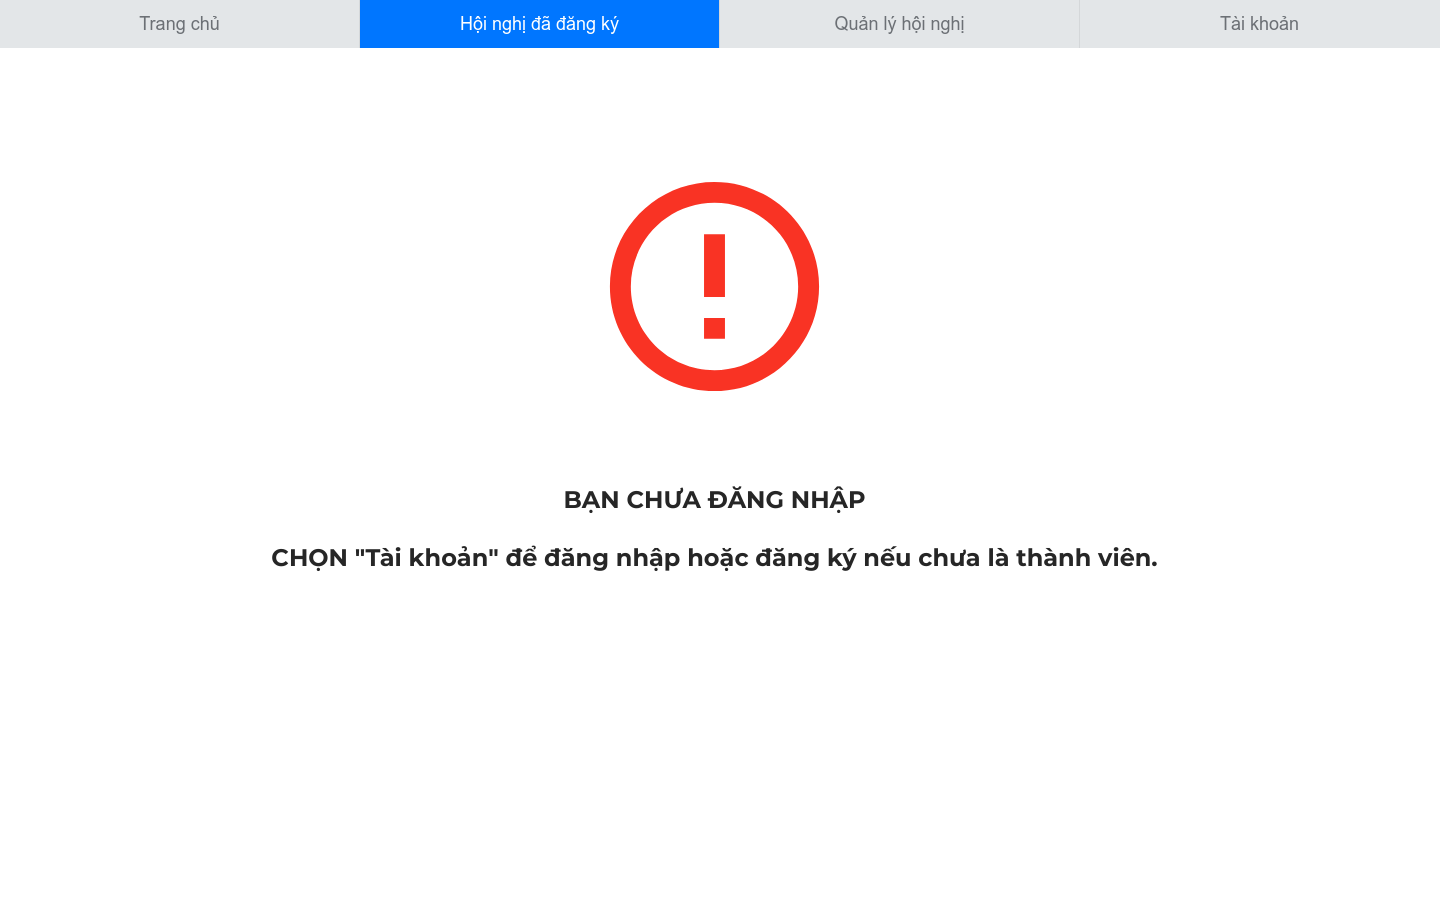 Trang chủ
Hội nghị đã đăng ký
Quản lý hội nghị
Tài khoản
BẠN CHƯA ĐĂNG NHẬP
CHỌN "Tài khoản" để đăng nhập hoặc đăng ký nếu chưa là thành viên.